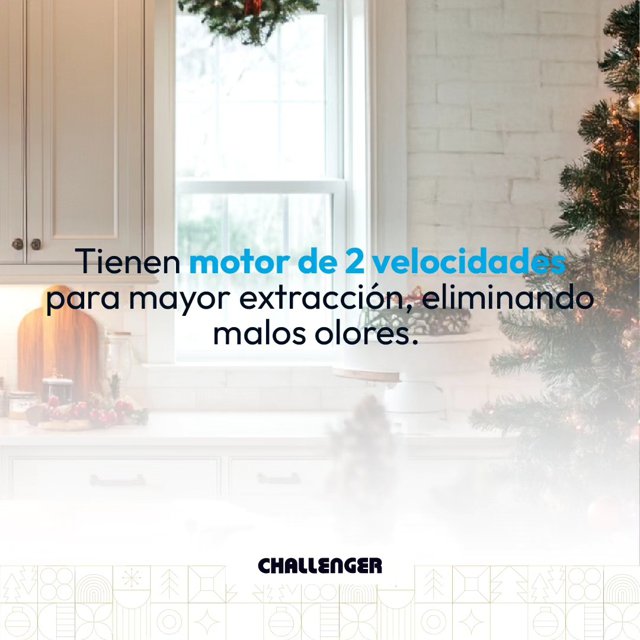 Tienen motor de 2 velocidades
para mayor extracción, eliminando
malos olores.
CHALLENGER